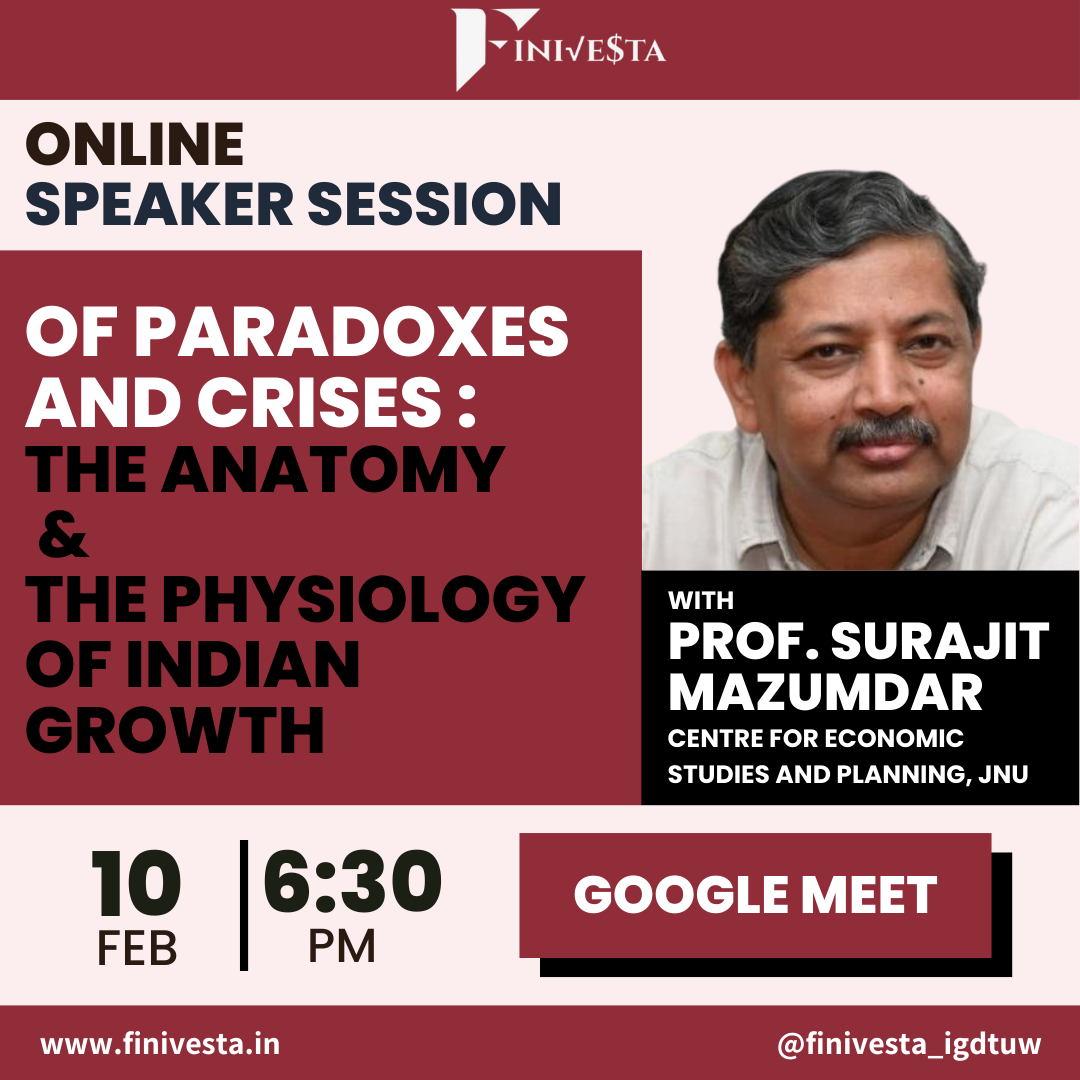 FINIVE$TA
ONLINE
SPEAKER SESSION
OF PARADOXES
AND CRISES :
THE ANATOMY
&
THE PHYSIOLOGY
OF INDIAN
GROWTH
WITH
PROF. SURAJIT
MAZUMDAR
CENTRE FOR ECONOMIC
STUDIES AND PLANNING, JNU
10
FEB
6:30
PM
GOOGLE MEET
www.finivesta.in
@finivesta_igdtuw